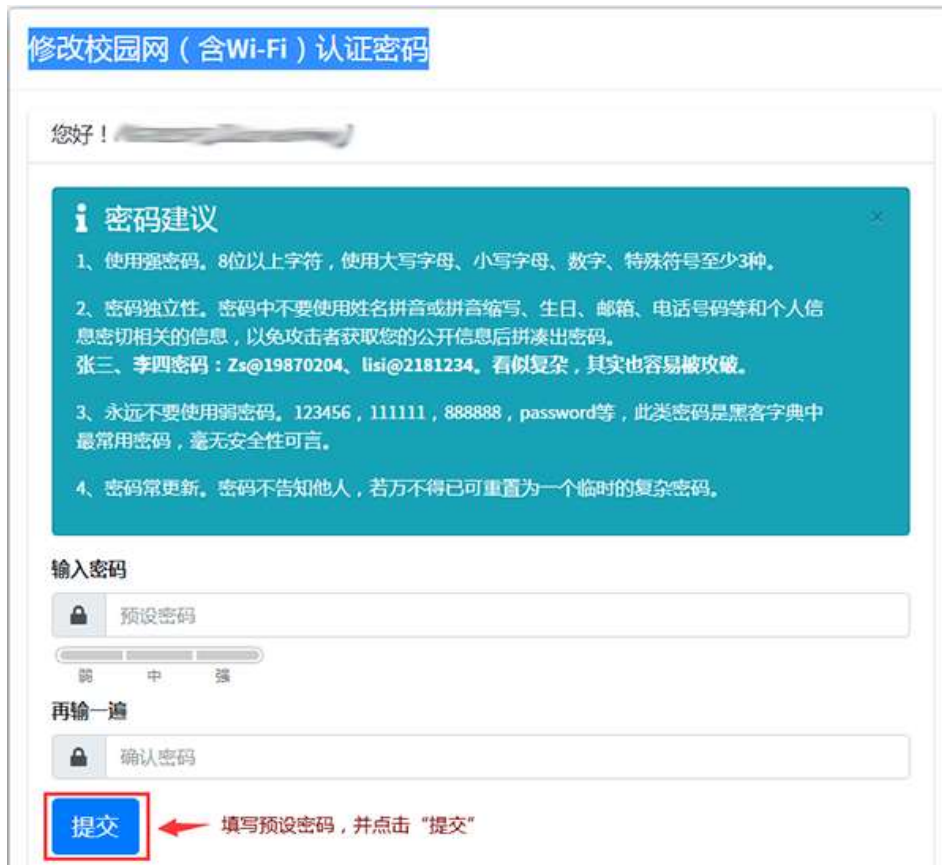 修改校园网（含Wi-Fi）认证密码
您好！
密码建议
1、使用强密码。8位以上字符，使用大写字母、小写字母、数字、特殊符号至少3种。
2、密码独立性。密码中不要使用姓名拼音或拼音缩写、生日、邮箱、电话号码等和个人信
息密切相关的信息，以免攻击者获取您的公开信息后拼凑出密码。
张三、李四密码：Zs@19870204、lisi@2181234。看似复杂，其实也容易被攻破。
3、永远不要使用弱密码。123456，111111，888888，password等，此类密码是黑客字典中
最常用密码，毫无安全性可言。
4、密码常更新。密码不告知他人，若万不得已可重置为一个临时的复杂密码。
输入密码
预设密码
弱 中 强
再输一遍
确认密码
提交 填写预设密码，并点击“提交”